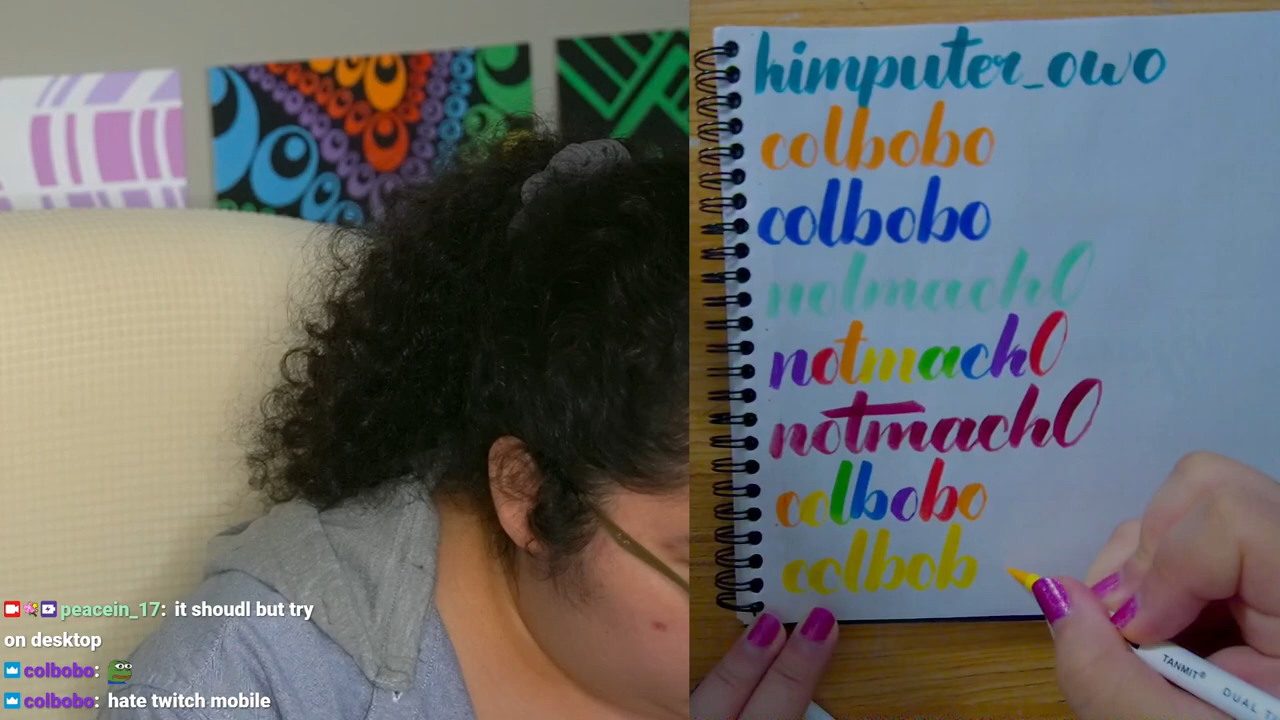 kimputer_owo
colbobo
colbobo
notmach0
notmach0
notmach0
colbobo
colbob
TANMIT®
DUAL T
peacein_17: it shoudl but try
on desktop
colbobo:
colbobo: hate twitch mobile